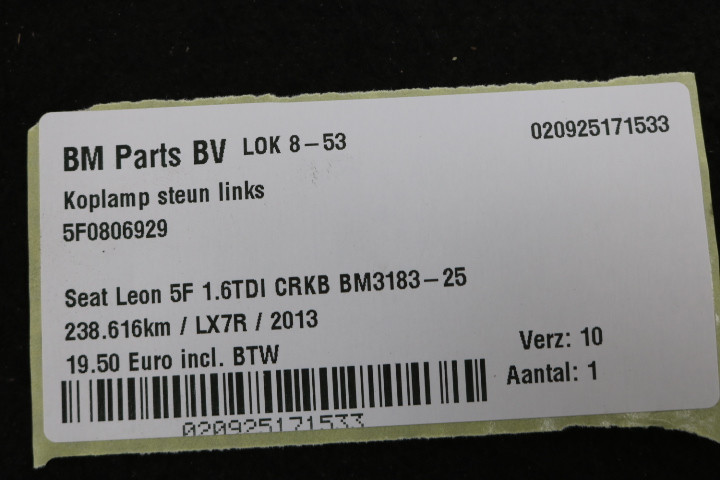 BM Parts BV LOK 8-53 020925171533
Koplamp steun links
5F0806929
Seat Leon 5F 1.6TDI CRKB BM3183-25
238.616km / LX7R / 2013
19.50 Euro incl. BTW
Verz: 10
Aantal: 1
020925171533